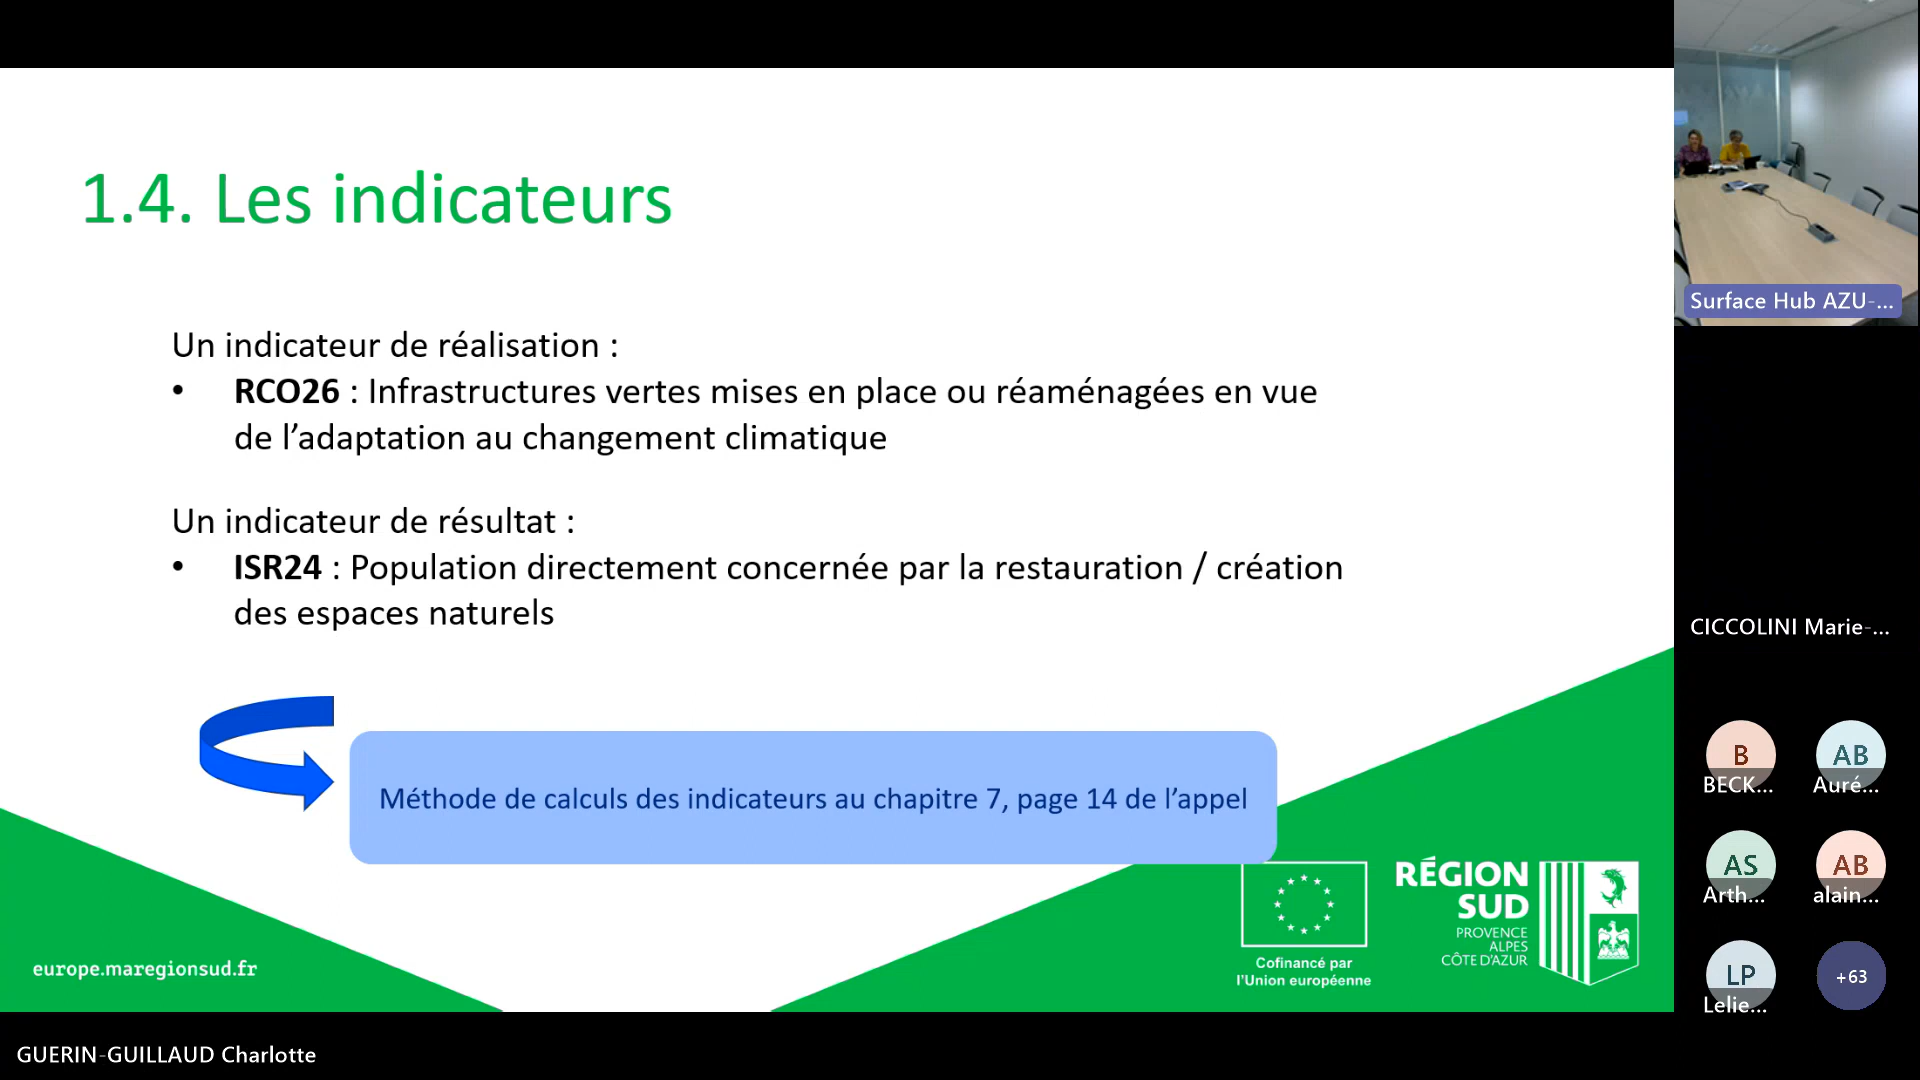 1.4. Les indicateurs
Un indicateur de réalisation :
• RCO26 : Infrastructures vertes mises en place ou réaménagées en vue
de l’adaptation au changement climatique
Un indicateur de résultat :
• ISR24 : Population directement concernée par la restauration / création
des espaces naturels
Méthode de calculs des indicateurs au chapitre 7, page 14 de l’appel
europe.maregionsud.fr
Cofinancé par
l’Union européenne
RÉGION
SUD
PROVENCE
ALPES
CÔTE D’AZUR
Surface Hub AZU-...
CICCOLINI Marie-...
B
BECK...
AB
Auré...
AS
Arth...
AB
alain...
LP
Lelie...
+63
GUERIN-GUILLAUD Charlotte